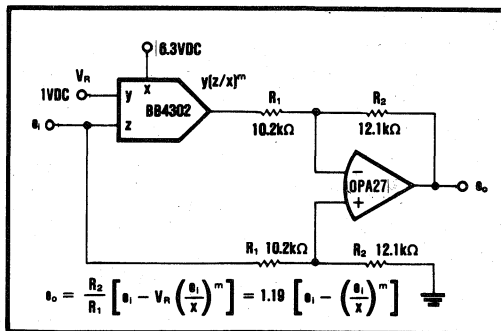 6.3VDC
V_R
1VDC
y
x
z
BB4302
y(z/x)^m
e_i
R_1
10.2kΩ
R_2
12.1kΩ
−
OPA27
+
e_o
R_1 10.2kΩ
R_2 12.1kΩ
e_o = R_2/R_1 [e_i − V_R (e_i/x)^m] = 1.19 [e_i − (e_i/x)^m]